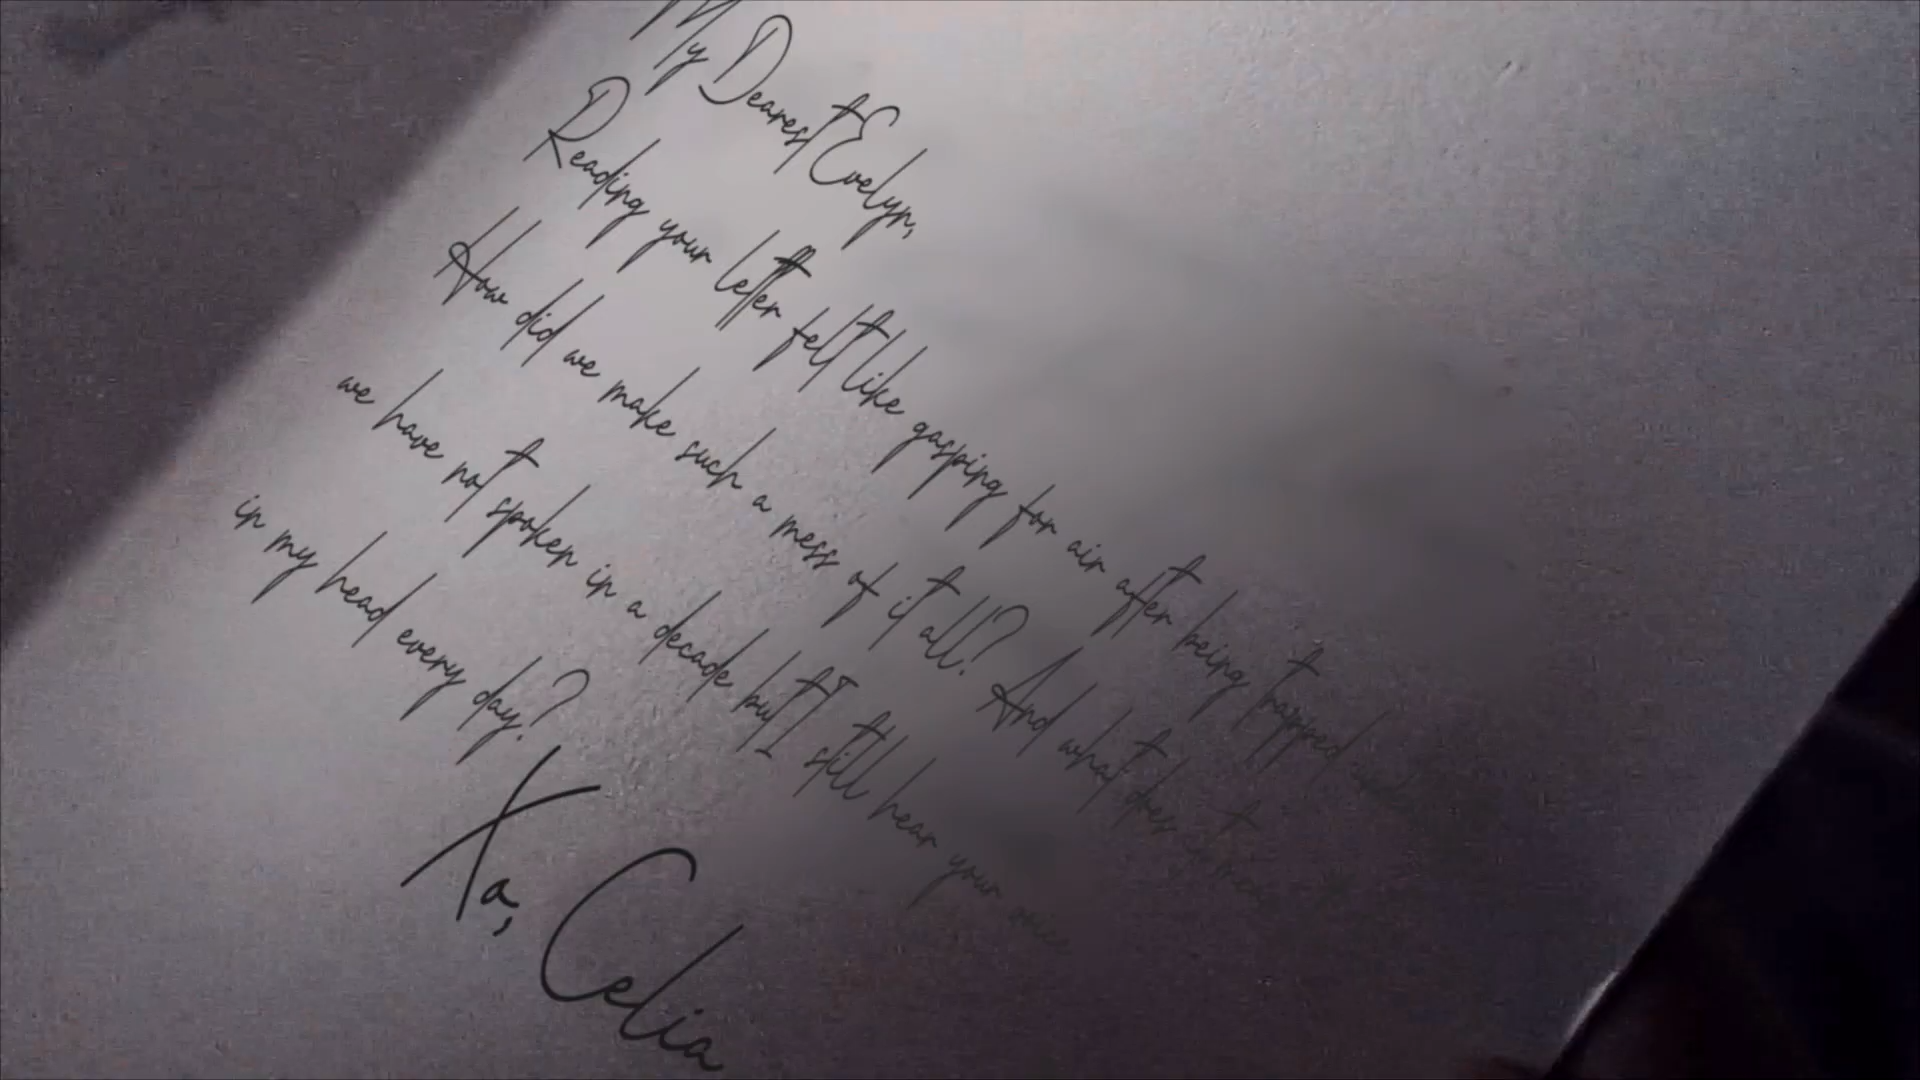 My Dearest Evelyn,
Reading your letter felt like gasping for air after being trapped
How did we make such a mess of it all? And what does it mean
we have not spoken in a decade but I still hear your voice
in my head every day?
Xo, Celia